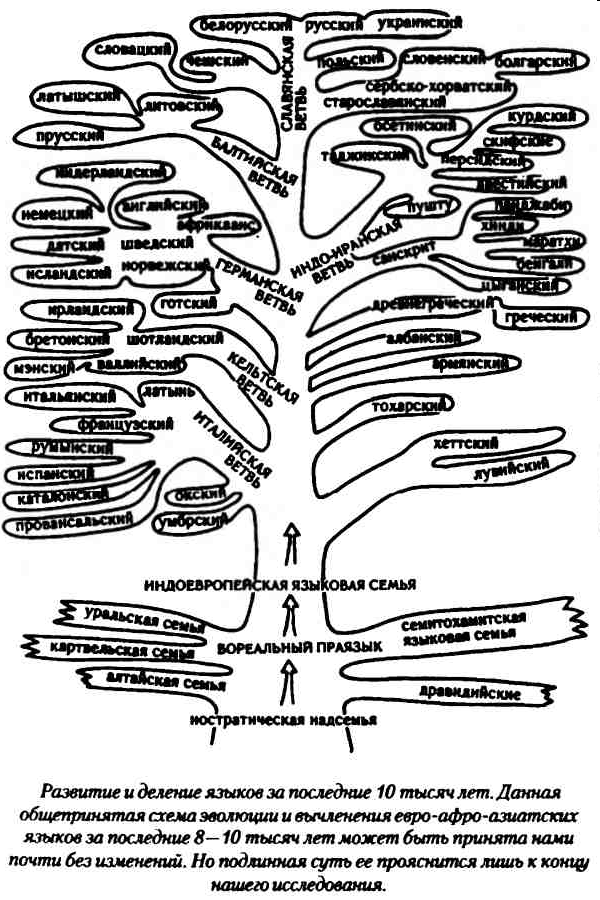 белорусский русский украинский
словацкий чешский польский словенский болгарский
СЛАВЯНСКАЯ ВЕТВЬ
латышский литовский
сербско-хорватский
старославянский
прусский
БАЛТИЙСКАЯ ВЕТВЬ
курдский
осетинский
скифские
таджикский персидский
авестийский
нидерландский
пушту
панджабир
немецкий английский
африкаанс
хинди
датский шведский
маратхи
исландский норвежский
ГЕРМАНСКАЯ ВЕТВЬ
ИНДО-ИРАНСКАЯ ВЕТВЬ
санскрит
бенгали
цыганский
готский
ирландский
древнегреческий
греческий
бретонский шотландский
албанский
мэнский валлийский
КЕЛЬТСКАЯ ВЕТВЬ
армянский
итальянский латынь
тохарский
французский
ИТАЛИЙСКАЯ ВЕТВЬ
румынский
хеттский
испанский
лувийский
каталонский
окский
провансальский
умбрский
ИНДОЕВРОПЕЙСКАЯ ЯЗЫКОВАЯ СЕМЬЯ
уральская семья
семитохамитская
языковая семья
картвельская семья
БОРЕАЛЬНЫЙ ПРАЯЗЫК
алтайская семья
дравидийские
ностратическая надсемья
Развитие и деление языков за последние 10 тысяч лет. Данная
общепринятая схема эволюции и вычленения евро-афро-азиатских
языков за последние 8—10 тысяч лет может быть принята нами
почти без изменений. Но подлинная суть ее прояснится лишь к концу
нашего исследования.